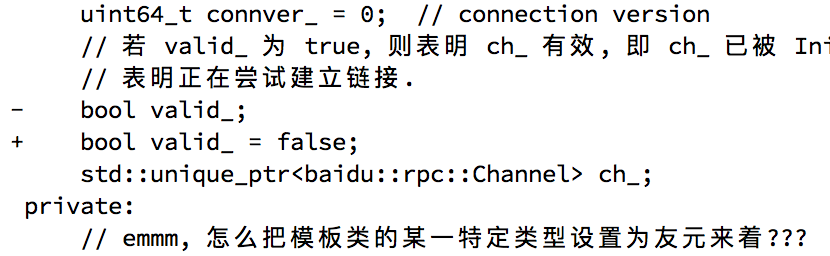 uint64_t connver_ = 0;  // connection version
// 若 valid_ 为 true, 则表明 ch_ 有效, 即 ch_ 已被 Ini
// 表明正在尝试建立链接.
-    bool valid_;
+    bool valid_ = false;
std::unique_ptr<baidu::rpc::Channel> ch_;
private:
// emmm, 怎么把模板类的某一特定类型设置为友元来着???